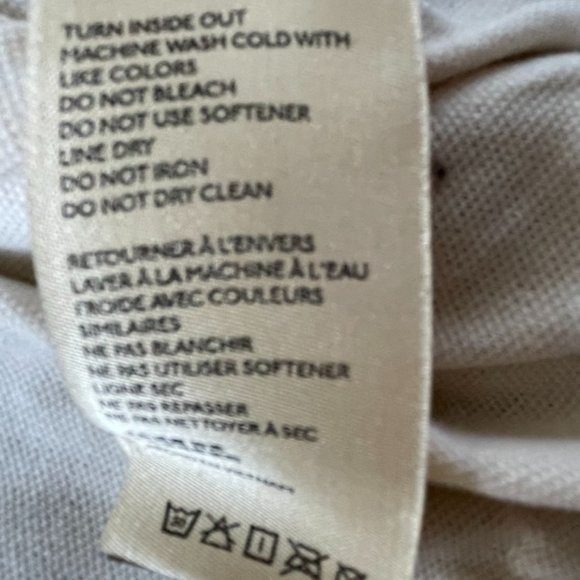 TURN INSIDE OUT
MACHINE WASH COLD WITH
LIKE COLORS
DO NOT BLEACH
DO NOT USE SOFTENER
LINE DRY
DO NOT IRON
DO NOT DRY CLEAN
RETOURNER À L'ENVERS
LAVER À LA MACHINE À L'EAU
FROIDE AVEC COULEURS
SIMILAIRES
NE PAS BLANCHIR
NE PAS UTILISER SOFTENER
LIGNE SEC
NE PAS REPASSER
NE PAS NETTOYER À SEC